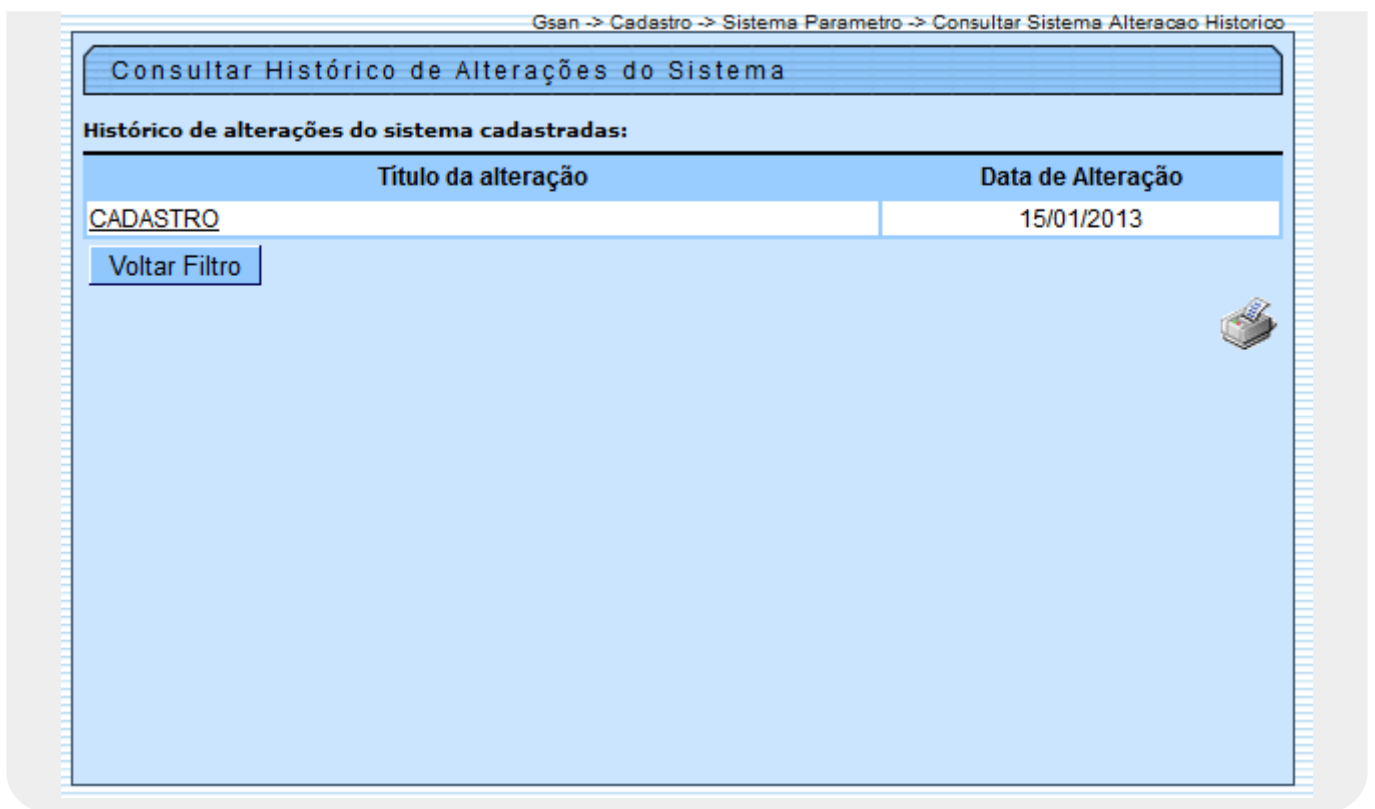 Gsan -> Cadastro -> Sistema Parametro -> Consultar Sistema Alteracao Historico
Consultar Histórico de Alterações do Sistema
Histórico de alterações do sistema cadastradas:
Título da alteração Data de Alteração
CADASTRO 15/01/2013
Voltar Filtro